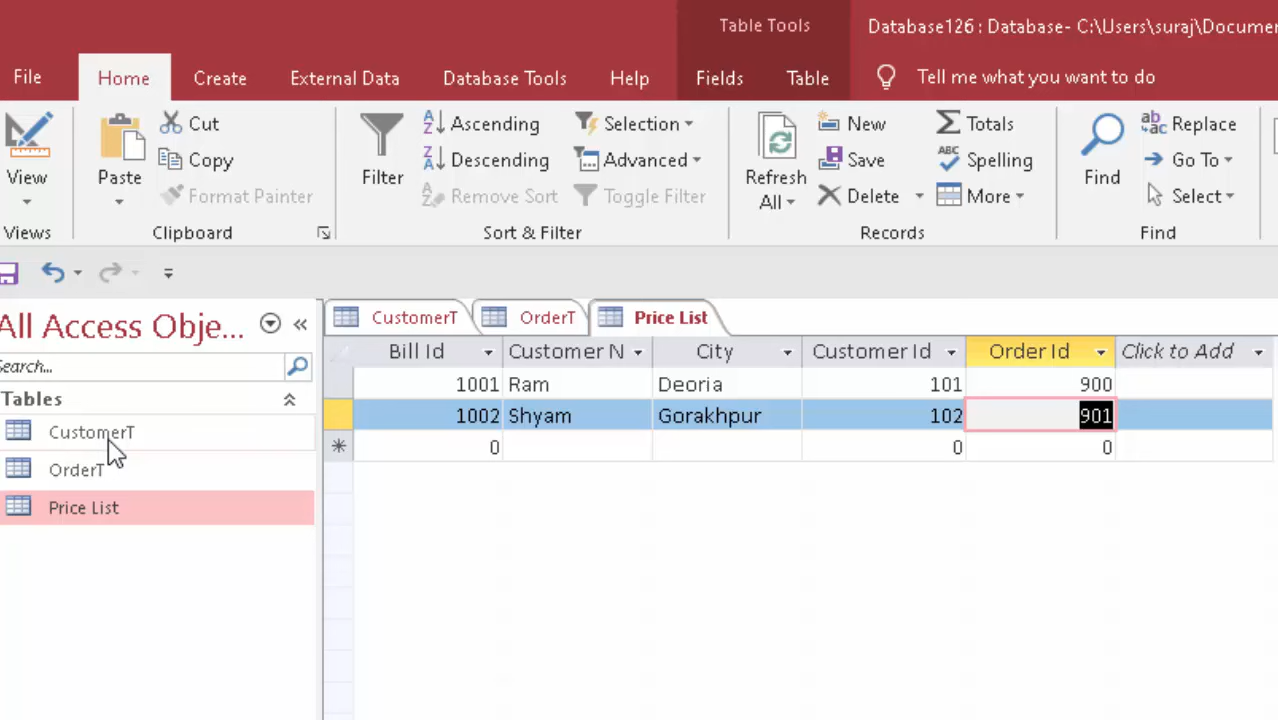 Table Tools
Database126 : Database- C:\Users\suraj\Documen
File Home Create External Data Database Tools Help Fields Table Tell me what you want to do
View
Views
Paste
Cut
Copy
Format Painter
Clipboard
Filter
Ascending
Descending
Remove Sort
Selection
Advanced
Toggle Filter
Sort & Filter
Refresh
All
New
Save
Delete
Totals
Spelling
More
Records
Find
Replace
Go To
Select
Find
All Access Obje...
Search...
Tables
CustomerT
OrderT
Price List
CustomerT OrderT Price List
Bill Id Customer N City Customer Id Order Id Click to Add
1001 Ram Deoria 101 900
1002 Shyam Gorakhpur 102 901
0 0 0